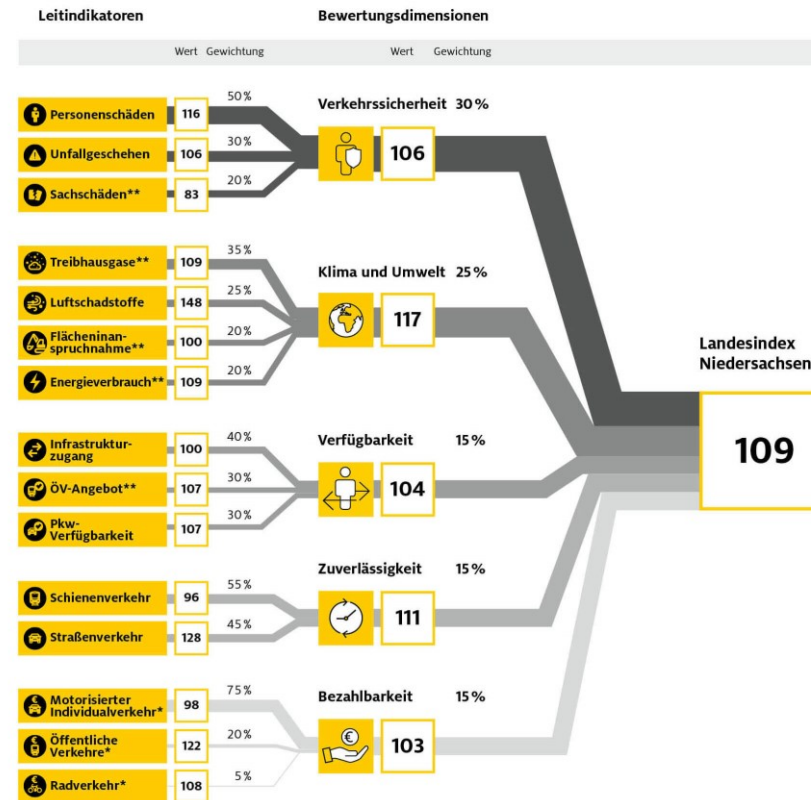 Leitindikatoren
Bewertungsdimensionen
Wert Gewichtung
Wert Gewichtung
Personenschäden 116 50 %
Unfallgeschehen 106 30 %
Sachschäden** 83 20 %
Verkehrssicherheit 30 %
106
Treibhausgase** 109 35 %
Luftschadstoffe 148 25 %
Flächeninan-
spruchnahme** 100 20 %
Energieverbrauch** 109 20 %
Klima und Umwelt 25 %
117
Infrastruktur-
zugang 100 40 %
ÖV-Angebot** 107 30 %
Pkw-
Verfügbarkeit 107 30 %
Verfügbarkeit 15 %
104
Schienenverkehr 96 55 %
Straßenverkehr 128 45 %
Zuverlässigkeit 15 %
111
Motorisierter
Individualverkehr* 98 75 %
Öffentliche
Verkehre* 122 20 %
Radverkehr* 108 5 %
Bezahlbarkeit 15 %
€
103
Landesindex
Niedersachsen
109